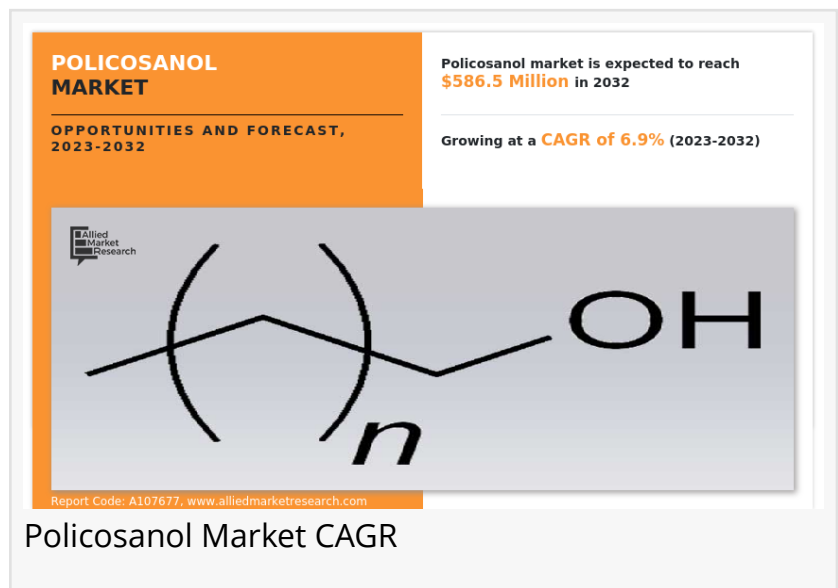 POLICOSANOL
MARKET
OPPORTUNITIES AND FORECAST,
2023-2032
Policosanol market is expected to reach
$586.5 Million in 2032
Growing at a CAGR of 6.9% (2023-2032)
Allied
Market
Research
OH
n
Report Code: A107677, www.alliedmarketresearch.com
Policosanol Market CAGR